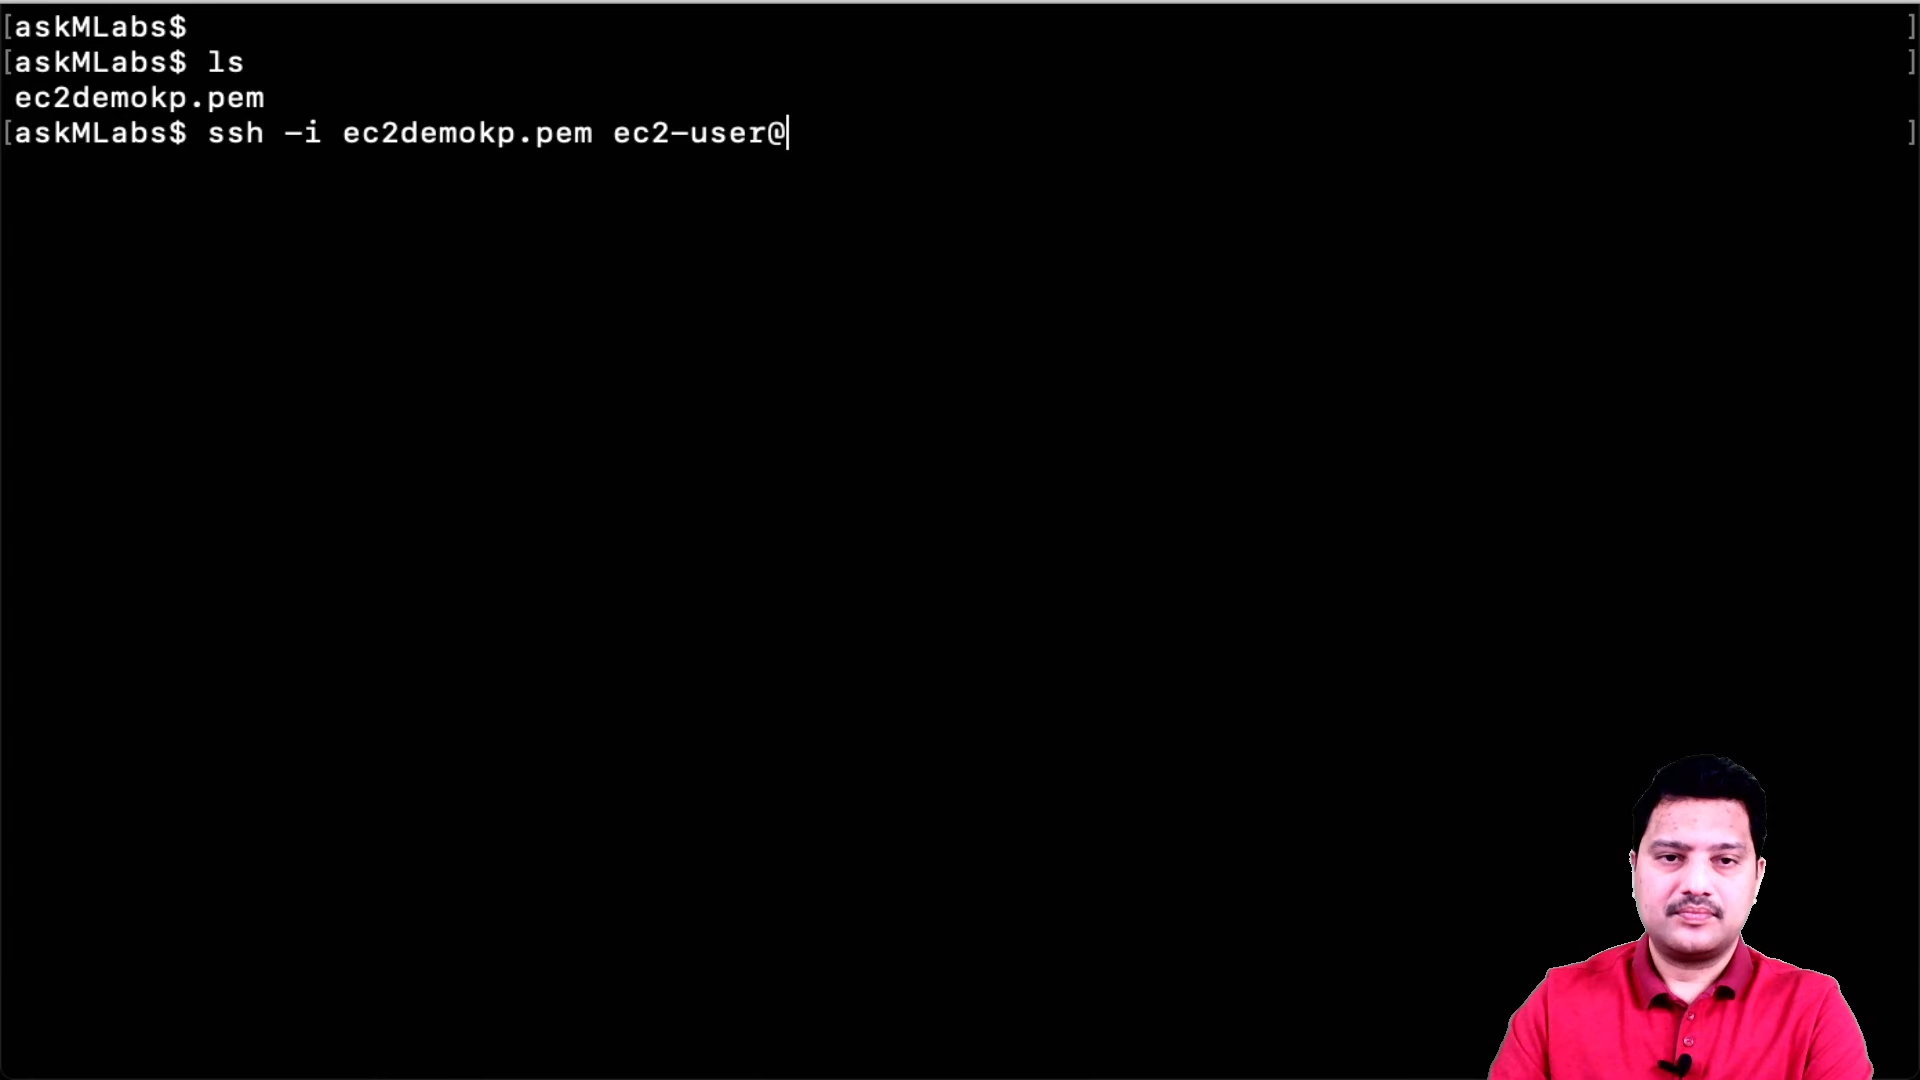 [askMLabs$ ]
[askMLabs$ ls ]
ec2demokp.pem
[askMLabs$ ssh -i ec2demokp.pem ec2-user@ ]